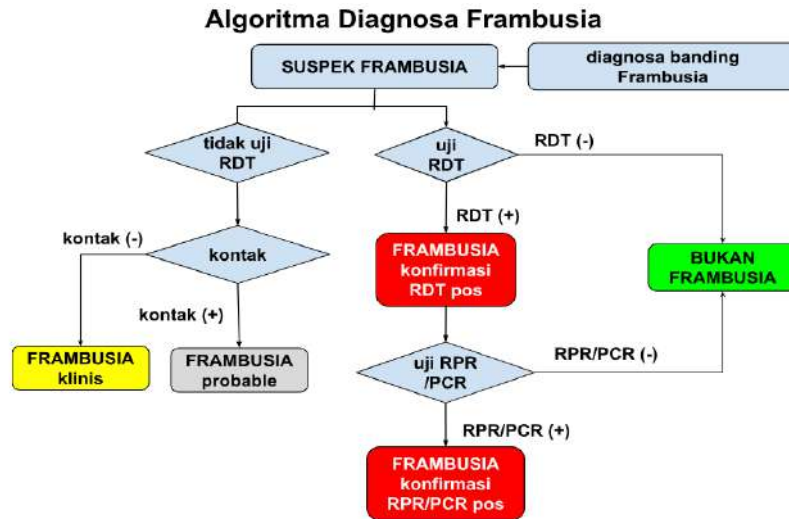 Algoritma Diagnosa Frambusia
SUSPEK FRAMBUSIA
diagnosa banding
Frambusia
tidak uji
RDT
uji
RDT
RDT (-)
RDT (+)
kontak (-)
kontak
FRAMBUSIA
konfirmasi
RDT pos
BUKAN
FRAMBUSIA
kontak (+)
FRAMBUSIA
klinis
FRAMBUSIA
probable
uji RPR
/PCR
RPR/PCR (-)
RPR/PCR (+)
FRAMBUSIA
konfirmasi
RPR/PCR pos